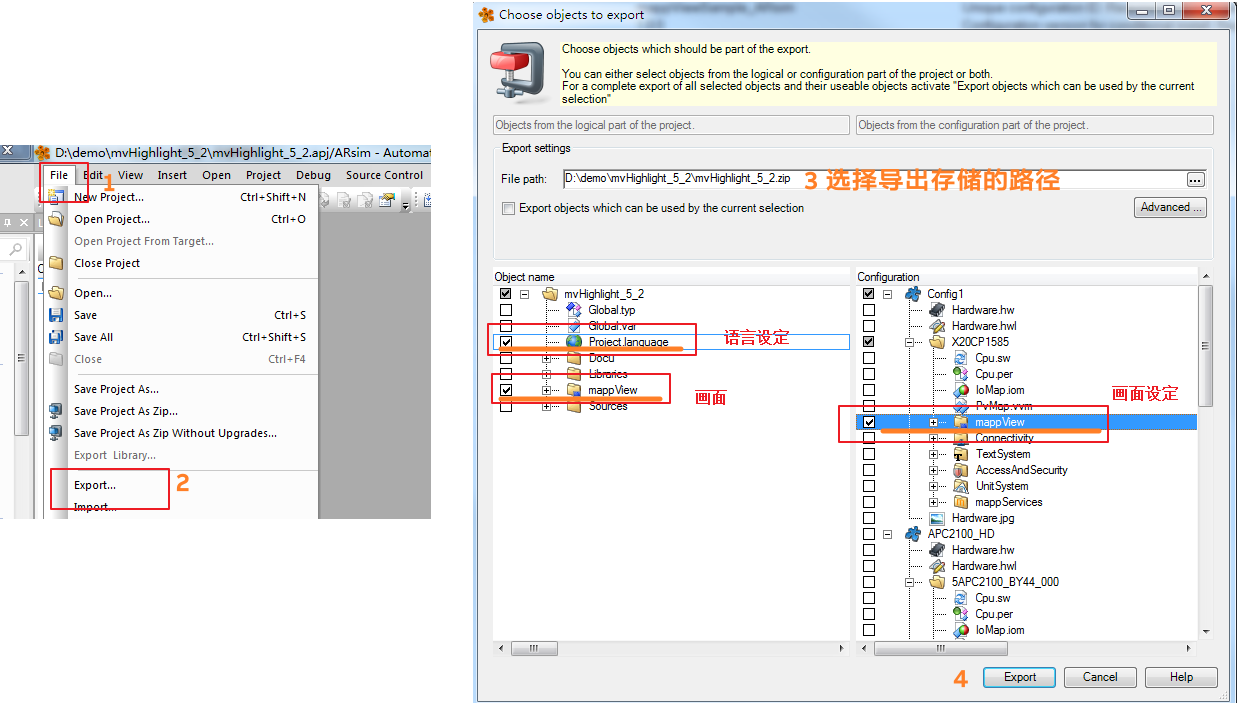 D:\demo\mvHighlight_5_2\mvHighlight_5_2.apj/ARsim - Automat
File Edit View Insert Open Project Debug Source Control
1
New Project... Ctrl+Shift+N
Open Project... Ctrl+O
Open Project From Target...
Close Project
Open...
Save Ctrl+S
Save All Ctrl+Shift+S
Close Ctrl+F4
Save Project As...
Save Project As Zip...
Save Project As Zip Without Upgrades...
Export Library...
Export...
2
Import...
Choose objects to export
Choose objects which should be part of the export.
You can either select objects from the logical or configuration part of the project or both.
For a complete export of all selected objects and their useable objects activate "Export objects which can be used by the current
selection"
Objects from the logical part of the project.
Objects from the configuration part of the project.
Export settings
File path: D:\demo\mvHighlight_5_2\mvHighlight_5_2.zip
3 选择导出存储的路径
...
Export objects which can be used by the current selection
Advanced ...
Object name
mvHighlight_5_2
Global.typ
Global.var
Project.language
语言设定
Docu
Libraries
mappView
画面
Sources
Configuration
Config1
Hardware.hw
Hardware.hwl
X20CP1585
Cpu.sw
Cpu.per
IoMap.iom
PvMap.vvm
画面设定
mappView
Connectivity
TextSystem
AccessAndSecurity
UnitSystem
mappServices
Hardware.jpg
APC2100_HD
Hardware.hw
Hardware.hwl
5APC2100_BY44_000
Cpu.sw
Cpu.per
IoMap.iom
4
Export Cancel Help